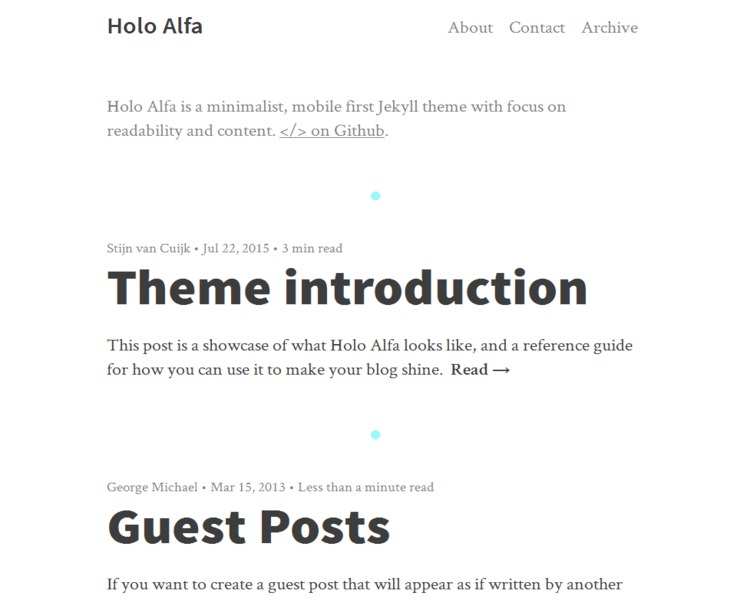 Holo Alfa
About Contact Archive
Holo Alfa is a minimalist, mobile first Jekyll theme with focus on
readability and content. </> on Github.
Stijn van Cuijk • Jul 22, 2015 • 3 min read
Theme introduction
This post is a showcase of what Holo Alfa looks like, and a reference guide
for how you can use it to make your blog shine. Read →
George Michael • Mar 15, 2013 • Less than a minute read
Guest Posts
If you want to create a guest post that will appear as if written by another